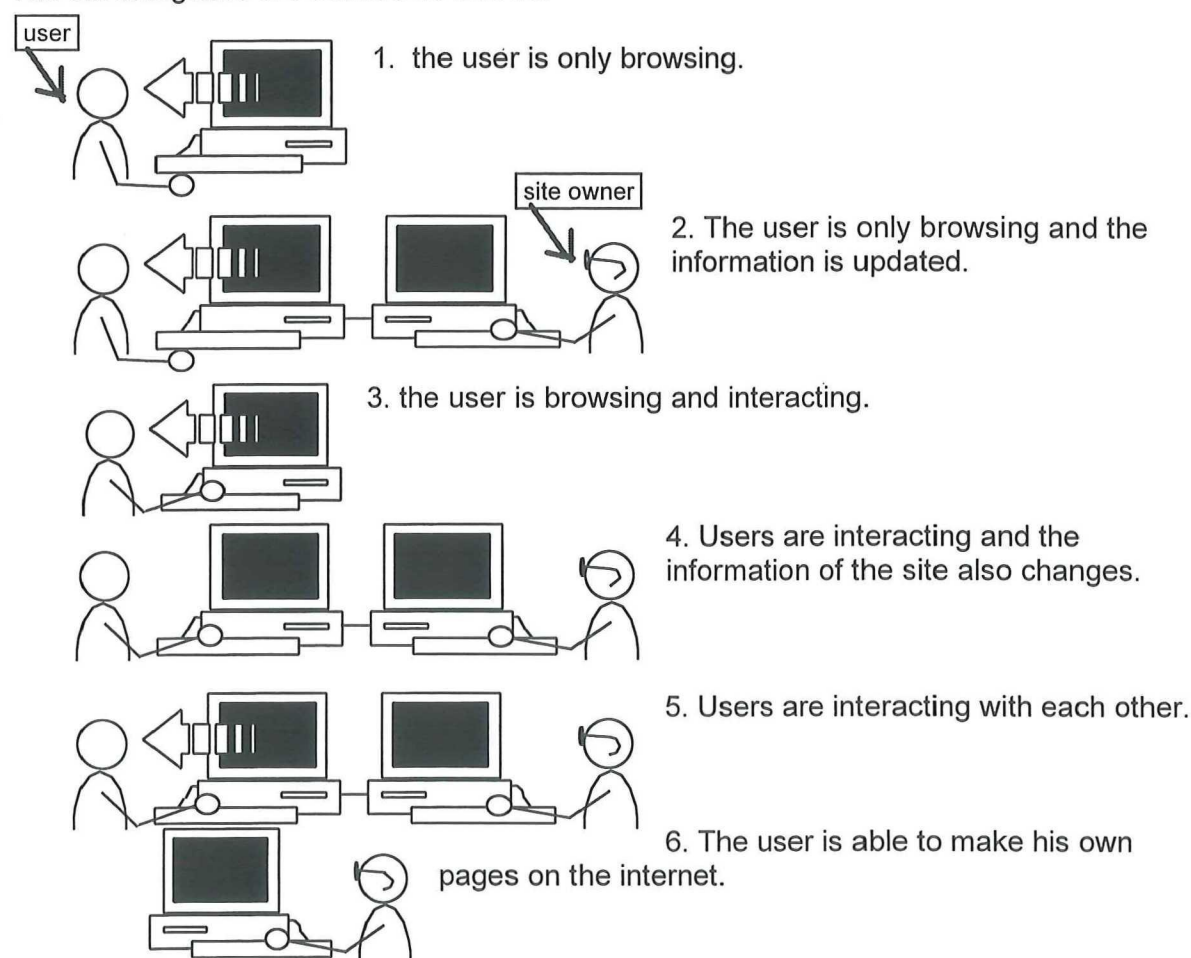 user
1. the user is only browsing.
site owner
2. The user is only browsing and the
information is updated.
3. the user is browsing and interacting.
4. Users are interacting and the
information of the site also changes.
5. Users are interacting with each other.
6. The user is able to make his own
pages on the internet.